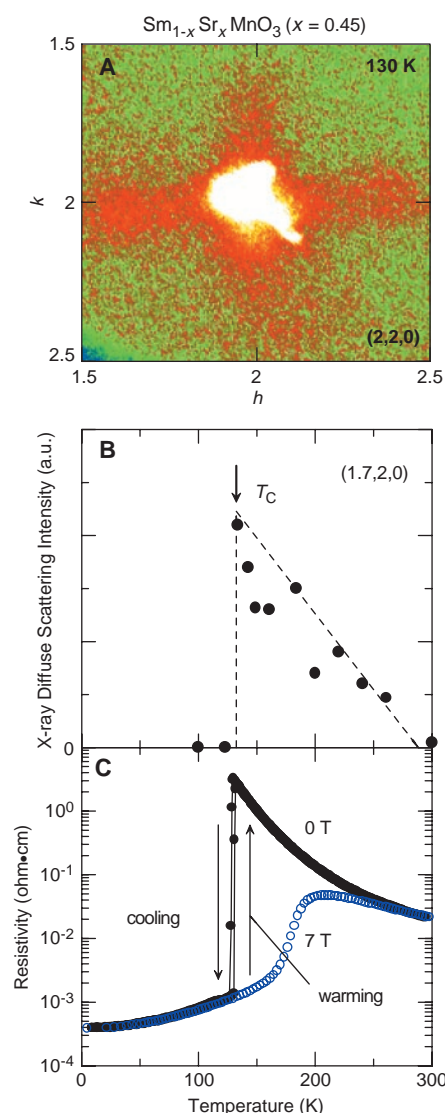 Sm1-xSrxMnO3 (x = 0.45)
1.5
A
130 K
k
2
(2,2,0)
2.5
1.5
2
2.5
h
B
(1.7,2,0)
TC
X-ray Diffuse Scattering Intensity (a.u.)
0
C
10^0
0 T
10^-1
Resistivity (ohm•cm)
cooling
7 T
10^-2
warming
10^-3
10^-4
0
100
200
300
Temperature (K)